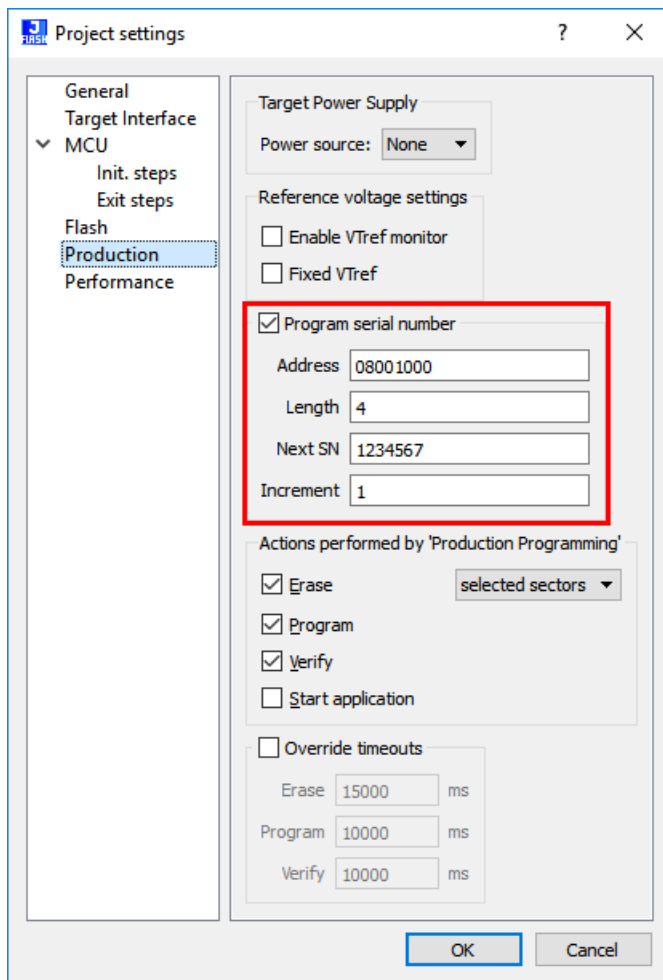 J FLASH Project settings ?
General
Target Interface
MCU
Init. steps
Exit steps
Flash
Production
Performance
Target Power Supply
Power source: None
Reference voltage settings
Enable VTref monitor
Fixed VTref
Program serial number
Address 08001000
Length 4
Next SN 1234567
Increment 1
Actions performed by 'Production Programming'
Erase selected sectors
Program
Verify
Start application
Override timeouts
Erase 15000 ms
Program 10000 ms
Verify 10000 ms
OK Cancel